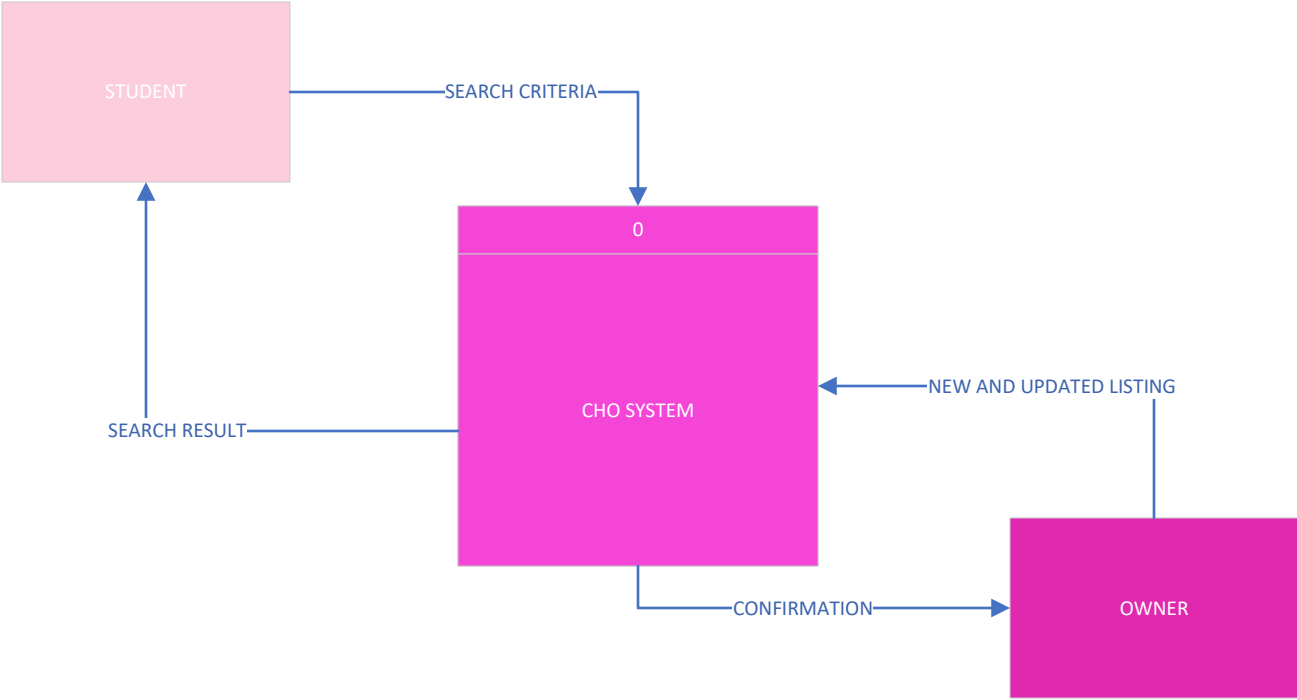 STUDENT
SEARCH CRITERIA
0
NEW AND UPDATED LISTING
CHO SYSTEM
SEARCH RESULT
CONFIRMATION
OWNER